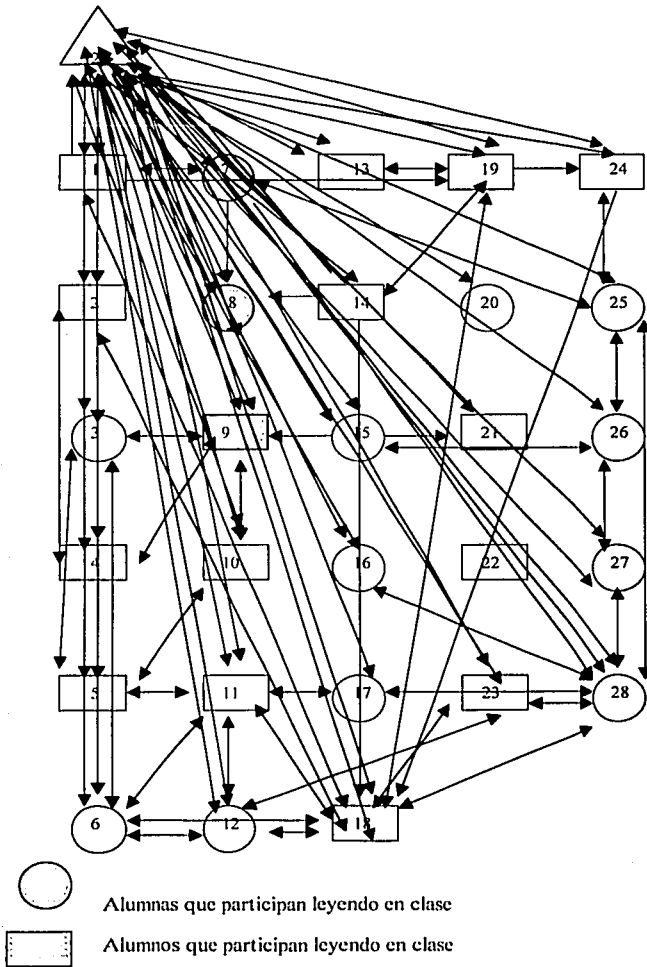 1 7 13 19 24
2 8 14 20 25
3 9 15 21 26
4 10 16 22 27
5 11 17 23 28
6 12 18
Alumnas que participan leyendo en clase
Alumnos que participan leyendo en clase